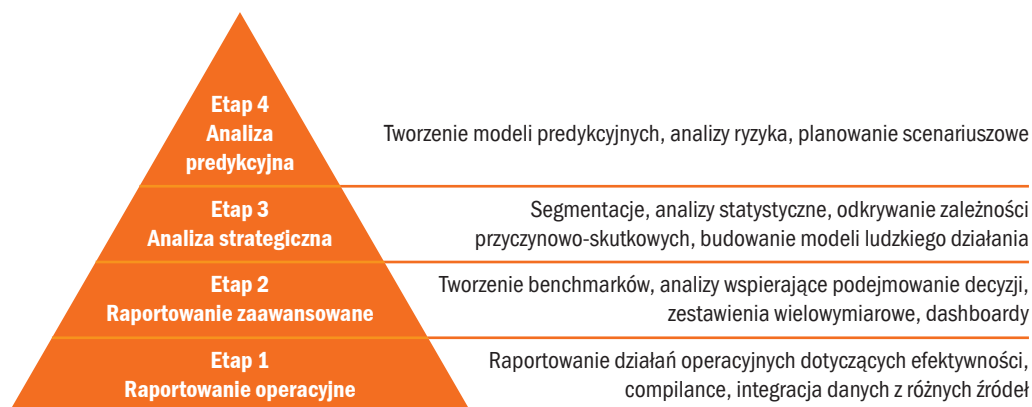 Etap 4
Analiza
predykcyjna
Tworzenie modeli predykcyjnych, analizy ryzyka, planowanie scenariuszowe
Etap 3
Analiza strategiczna
Segmentacje, analizy statystyczne, odkrywanie zależności
przyczynowo-skutkowych, budowanie modeli ludzkiego działania
Etap 2
Raportowanie zaawansowane
Tworzenie benchmarków, analizy wspierające podejmowanie decyzji,
zestawienia wielowymiarowe, dashboardy
Etap 1
Raportowanie operacyjne
Raportowanie działań operacyjnych dotyczących efektywności,
compilance, integracja danych z różnych źródeł